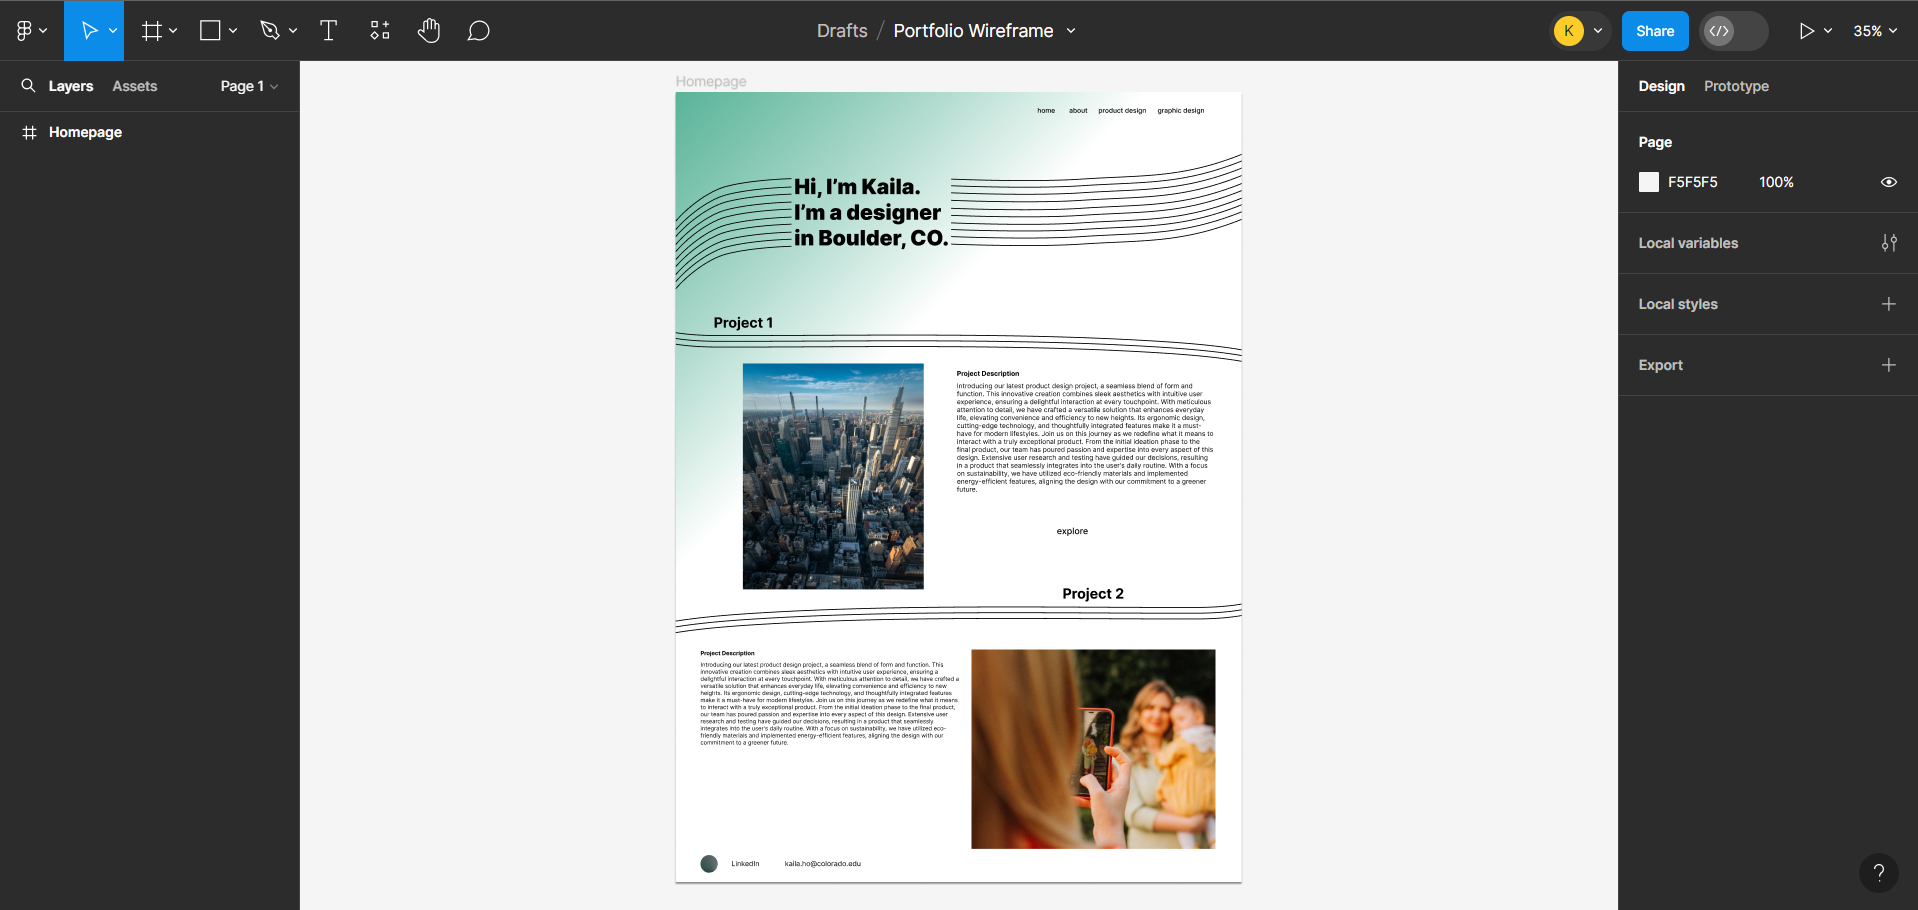 Drafts / Portfolio Wireframe
K
Share
35%
Layers Assets Page 1
Homepage
Homepage
home about product design graphic design
Hi, I'm Kaila.
I'm a designer
in Boulder, CO.
Project 1
Project Description
Introducing our latest product design project, a seamless blend of form and
function. This innovative creation combines sleek aesthetics with intuitive user
experience, ensuring a delightful interaction at every touchpoint. With meticulous
attention to detail, we have crafted a versatile solution that enhances everyday
life, elevating convenience and efficiency to new heights. Its ergonomic design,
cutting-edge technology, and thoughtfully integrated features make it a must-
have for modern lifestyles. Join us on this journey as we redefine what it means to
interact with a truly exceptional product. From the initial ideation phase to the
final product, our team has poured passion and expertise into every aspect of this
design. Extensive user research and testing have guided our decisions, resulting
in a product that seamlessly integrates into the user's daily routine. With a focus
on sustainability, we have utilized eco-friendly materials and implemented
energy-efficient features, aligning the design with our commitment to a greener
future.
explore
Project 2
Project Description
Introducing our latest product design project, a seamless blend of form and function. This
innovative creation combines sleek aesthetics with intuitive user experience, ensuring a
delightful interaction at every touchpoint. With meticulous attention to detail, we have crafted a
versatile solution that enhances everyday life, elevating convenience and efficiency to new
heights. Its ergonomic design, cutting-edge technology, and thoughtfully integrated features
make it a must-have for modern lifestyles. Join us on this journey as we redefine what it means
to interact with a truly exceptional product. From the initial ideation phase to the final product,
our team has poured passion and expertise into every aspect of this design. Extensive user
research and testing have guided our decisions, resulting in a product that seamlessly
integrates into the user's daily routine. With a focus on sustainability, we have utilized eco-
friendly materials and implemented energy-efficient features, aligning the design with our
commitment to a greener future.
LinkedIn kaila.ho@colorado.edu
Design Prototype
Page
F5F5F5 100%
Local variables
Local styles
Export
?